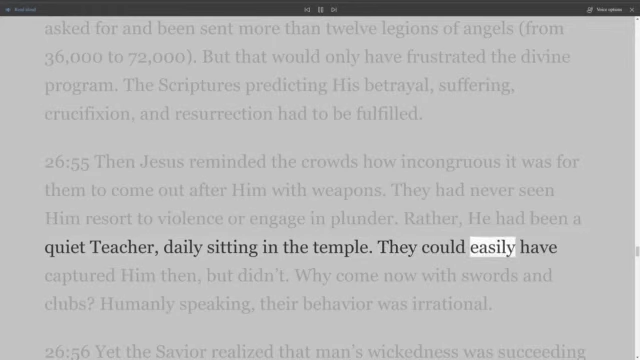 Read aloud
Voice options
asked for and been sent more than twelve legions of angels (from
36,000 to 72,000). But that would only have frustrated the divine
program. The Scriptures predicting His betrayal, suffering,
crucifixion, and resurrection had to be fulfilled.
26:55 Then Jesus reminded the crowds how incongruous it was for
them to come out after Him with weapons. They had never seen
Him resort to violence or engage in plunder. Rather, He had been a
quiet Teacher, daily sitting in the temple. They could easily have
captured Him then, but didn't. Why come now with swords and
clubs? Humanly speaking, their behavior was irrational.
26:56 Yet the Savior realized that man's wickedness was succeeding